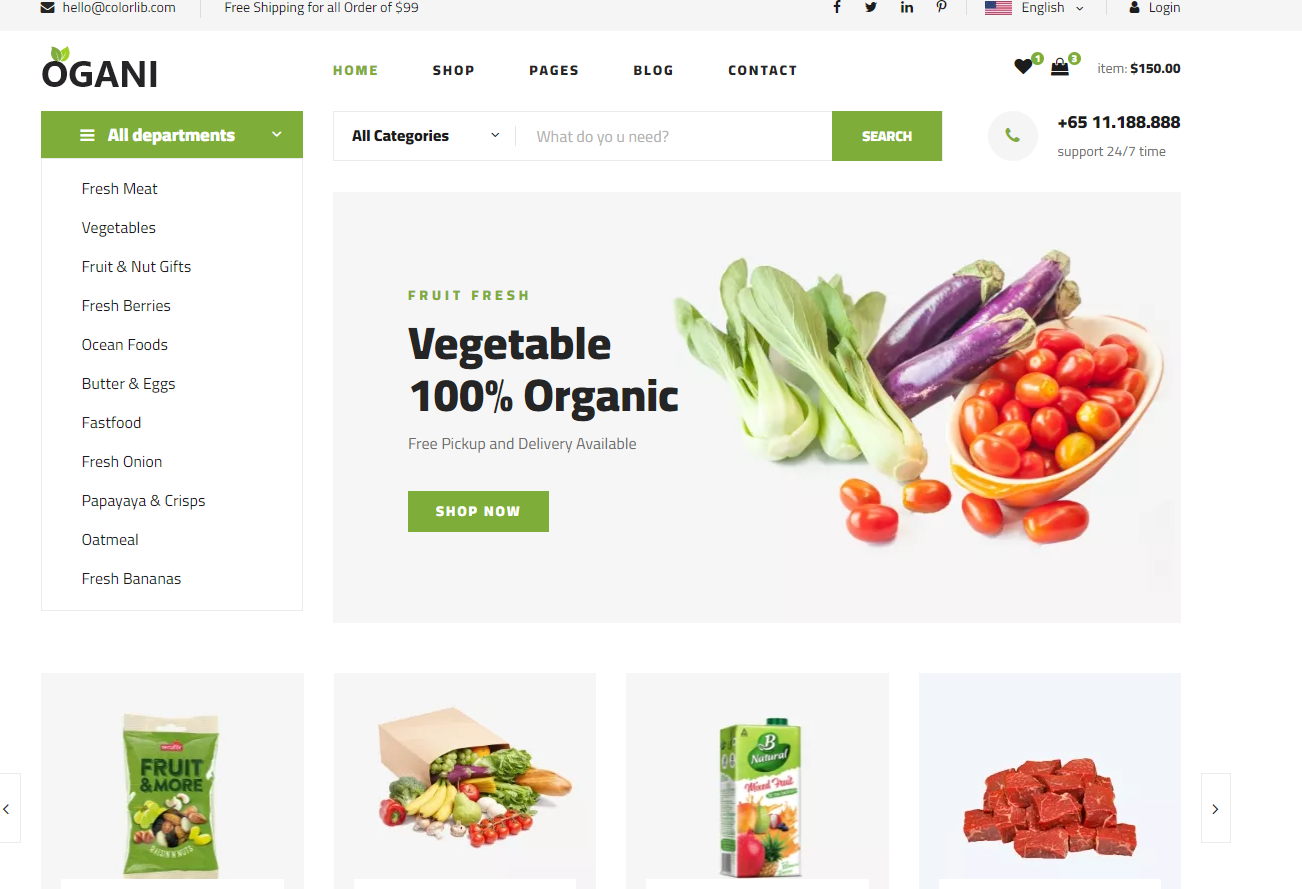 hello@colorlib.com
Free Shipping for all Order of $99
English
Login
OGANI
HOME
SHOP
PAGES
BLOG
CONTACT
1
3
item: $150.00
All departments
All Categories
What do yo u need?
SEARCH
+65 11.188.888
support 24/7 time
Fresh Meat
Vegetables
Fruit & Nut Gifts
Fresh Berries
Ocean Foods
Butter & Eggs
Fastfood
Fresh Onion
Papayaya & Crisps
Oatmeal
Fresh Bananas
FRUIT FRESH
Vegetable
100% Organic
Free Pickup and Delivery Available
SHOP NOW
FRUIT
& MORE
RAISIN N NUTS
B
Natural
Mixed Fruit